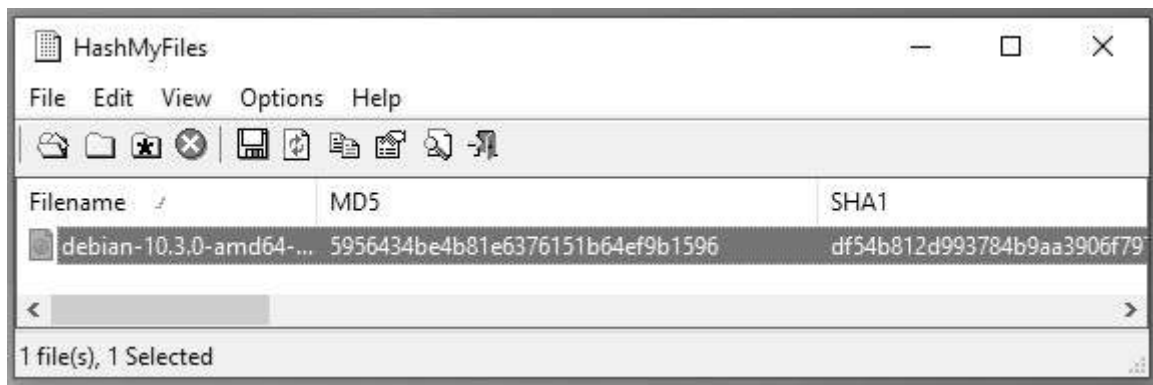 HashMyFiles
File Edit View Options Help
Filename MD5 SHA1
debian-10.3.0-amd64-... 5956434be4b81e6376151b64ef9b1596 df54b812d993784b9aa3906f79
1 file(s), 1 Selected